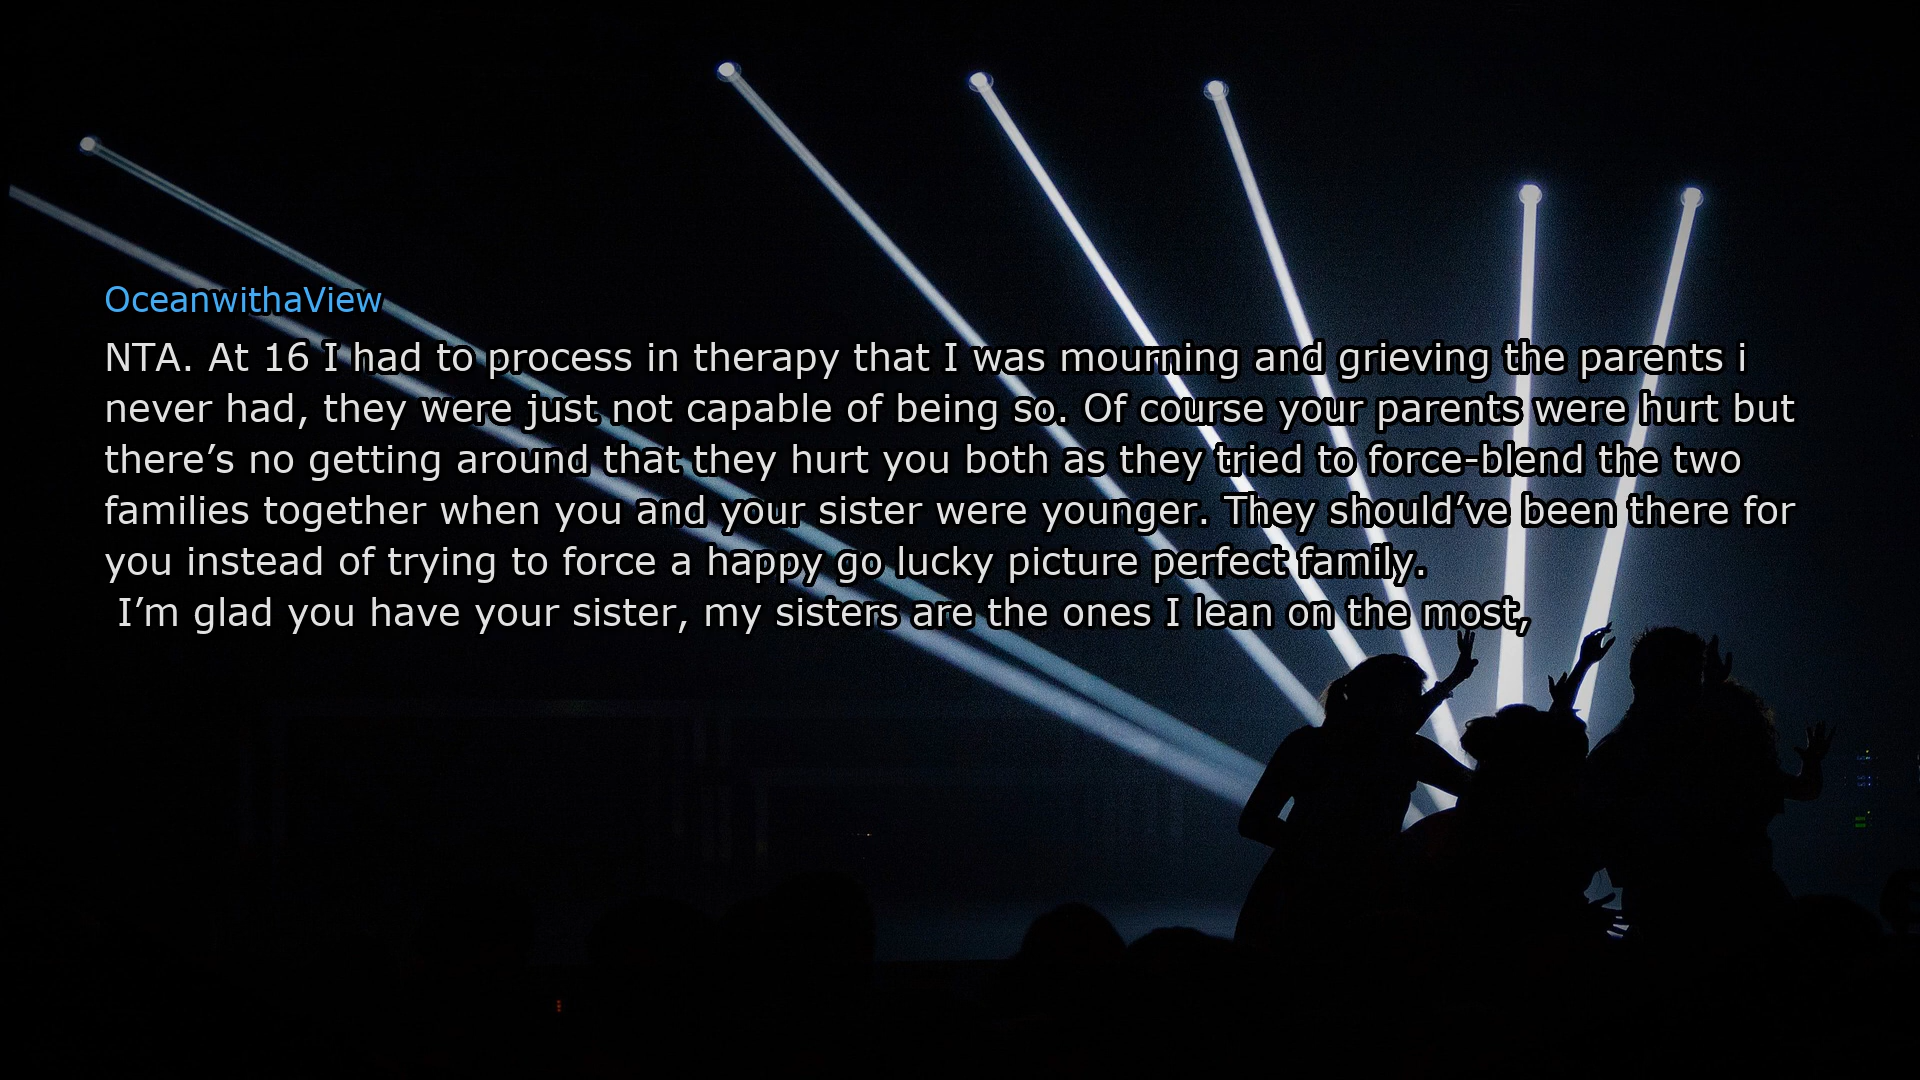 OceanwithaView
NTA. At 16 I had to process in therapy that I was mourning and grieving the parents i
never had, they were just not capable of being so. Of course your parents were hurt but
there’s no getting around that they hurt you both as they tried to force-blend the two
families together when you and your sister were younger. They should’ve been there for
you instead of trying to force a happy go lucky picture perfect family.
I’m glad you have your sister, my sisters are the ones I lean on the most,